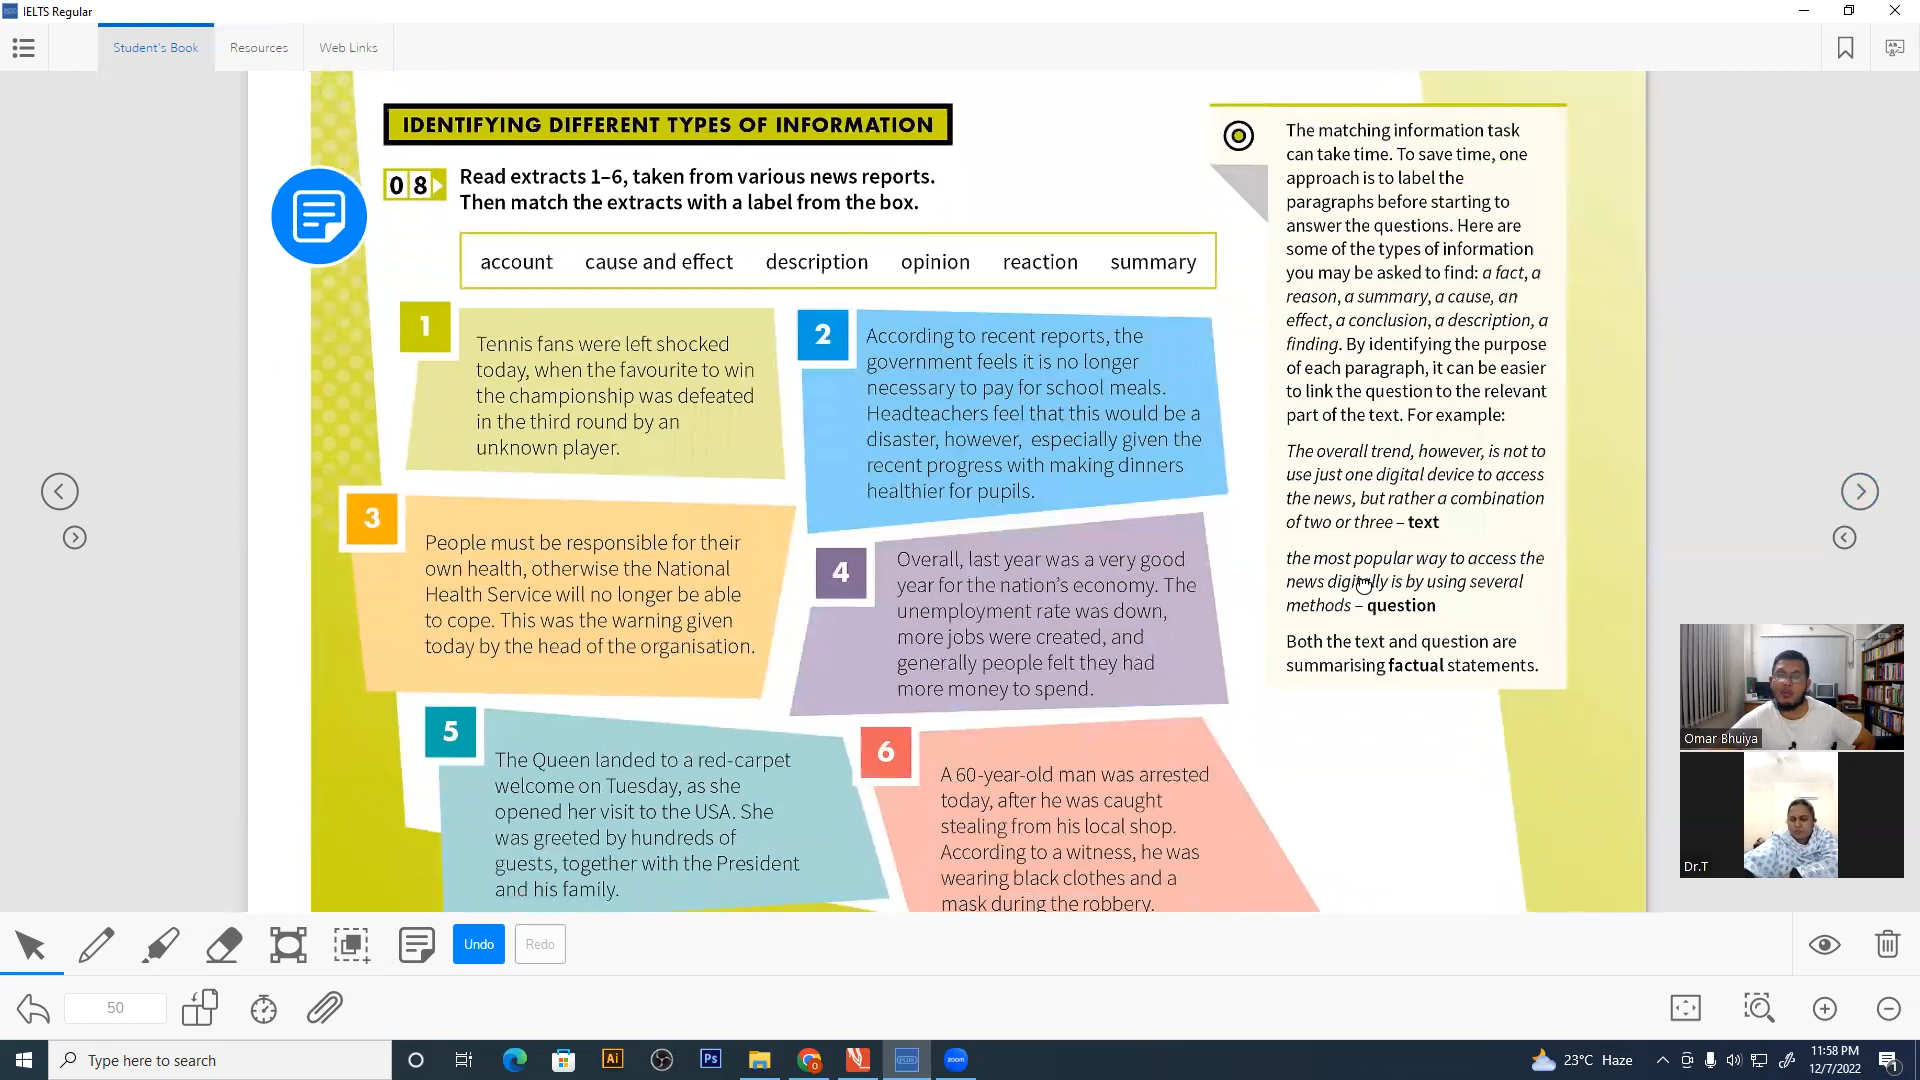 IELTS Regular
Student's Book
Resources
Web Links
IDENTIFYING DIFFERENT TYPES OF INFORMATION
08
Read extracts 1–6, taken from various news reports.
Then match the extracts with a label from the box.
account cause and effect description opinion reaction summary
1
Tennis fans were left shocked
today, when the favourite to win
the championship was defeated
in the third round by an
unknown player.
2
According to recent reports, the
government feels it is no longer
necessary to pay for school meals.
Headteachers feel that this would be a
disaster, however, especially given the
recent progress with making dinners
healthier for pupils.
3
People must be responsible for their
own health, otherwise the National
Health Service will no longer be able
to cope. This was the warning given
today by the head of the organisation.
4
Overall, last year was a very good
year for the nation's economy. The
unemployment rate was down,
more jobs were created, and
generally people felt they had
more money to spend.
5
The Queen landed to a red-carpet
welcome on Tuesday, as she
opened her visit to the USA. She
was greeted by hundreds of
guests, together with the President
and his family.
6
A 60-year-old man was arrested
today, after he was caught
stealing from his local shop.
According to a witness, he was
wearing black clothes and a
mask during the robbery.
The matching information task
can take time. To save time, one
approach is to label the
paragraphs before starting to
answer the questions. Here are
some of the types of information
you may be asked to find: a fact, a
reason, a summary, a cause, an
effect, a conclusion, a description, a
finding. By identifying the purpose
of each paragraph, it can be easier
to link the question to the relevant
part of the text. For example:
The overall trend, however, is not to
use just one digital device to access
the news, but rather a combination
of two or three – text
the most popular way to access the
news digitally is by using several
methods – question
Both the text and question are
summarising factual statements.
Omar Bhuiya
Dr.T
Undo
Redo
50
Type here to search
Ai
Ps
zoom
23°C Haze
11:58 PM
12/7/2022
1